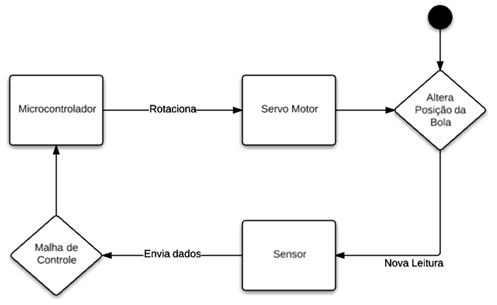 Microcontrolador
Rotaciona
Servo Motor
Altera
Posição da
Bola
Malha de
Controle
Envia dados
Sensor
Nova Leitura